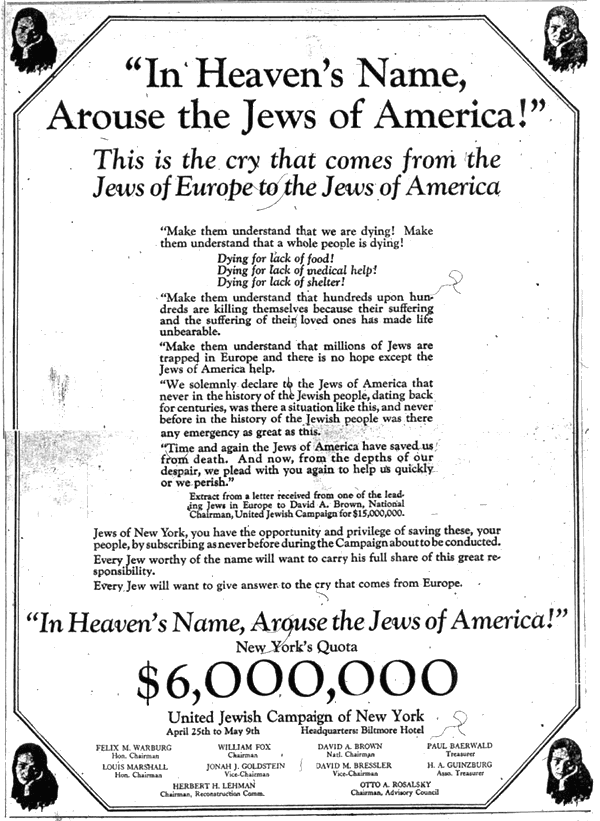 “In Heaven’s Name,
Arouse the Jews of America!”
This is the cry that comes from the
Jews of Europe to the Jews of America
“Make them understand that we are dying! Make
them understand that a whole people is dying!
Dying for lack of food!
Dying for lack of medical help!
Dying for lack of shelter!
“Make them understand that hundreds upon hun-
dreds are killing themselves because their suffering
and the suffering of their loved ones has made life
unbearable.
“Make them understand that millions of Jews are
trapped in Europe and there is no hope except the
Jews of America help.
“We solemnly declare to the Jews of America that
never in the history of the Jewish people, dating back
for centuries, was there a situation like this, and never
before in the history of the Jewish people was there
any emergency as great as this.
“Time and again the Jews of America have saved us
from death. And now, from the depths of our
despair, we plead with you again to help us quickly
or we perish.”
Extract from a letter received from one of the lead-
ing Jews in Europe to David A. Brown, National
Chairman, United Jewish Campaign for $15,000,000.
Jews of New York, you have the opportunity and privilege of saving these, your
people, by subscribing as never before during the Campaign about to be conducted.
Every Jew worthy of the name will want to carry his full share of this great re-
sponsibility.
Every Jew will want to give answer to the cry that comes from Europe.
“In Heaven’s Name, Arouse the Jews of America!”
New York’s Quota
$6,000,000
United Jewish Campaign of New York
April 25th to May 9th Headquarters: Biltmore Hotel
FELIX M. WARBURG WILLIAM FOX DAVID A. BROWN PAUL BAERWALD
Hon. Chairman Chairman Natl. Chairman Treasurer
LOUIS MARSHALL JONAH J. GOLDSTEIN DAVID M. BRESSLER H. A. GUINZBURG
Hon. Chairman Vice-Chairman Vice-Chairman Asso. Treasurer
HERBERT H. LEHMAN OTTO A. ROSALSKY
Chairman, Reconstruction Comm. Chairman, Advisory Council